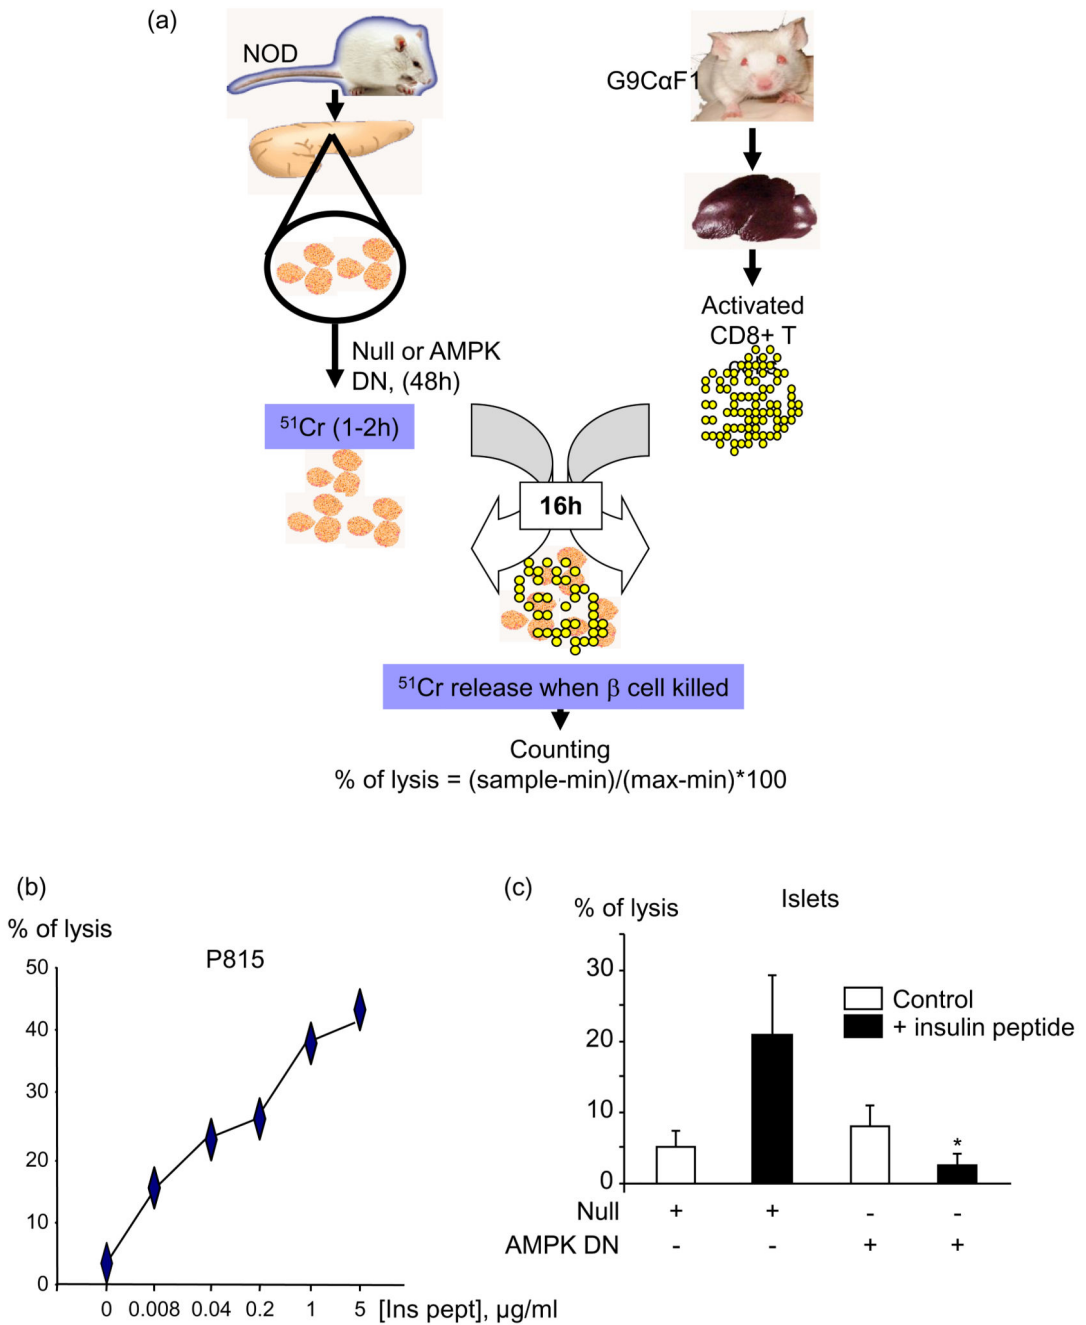 (a)
NOD
G9CαF1
Null or AMPK
DN, (48h)
⁵¹Cr (1-2h)
Activated
CD8+ T
16h
⁵¹Cr release when β cell killed
Counting
% of lysis = (sample-min)/(max-min)*100
(b)
% of lysis
P815
50
40
30
20
10
0
0 0.008 0.04 0.2 1 5 [Ins pept], µg/ml
(c)
% of lysis
Islets
30
20
10
0
Control
+ insulin peptide
*
Null + + - -
AMPK DN - - + +